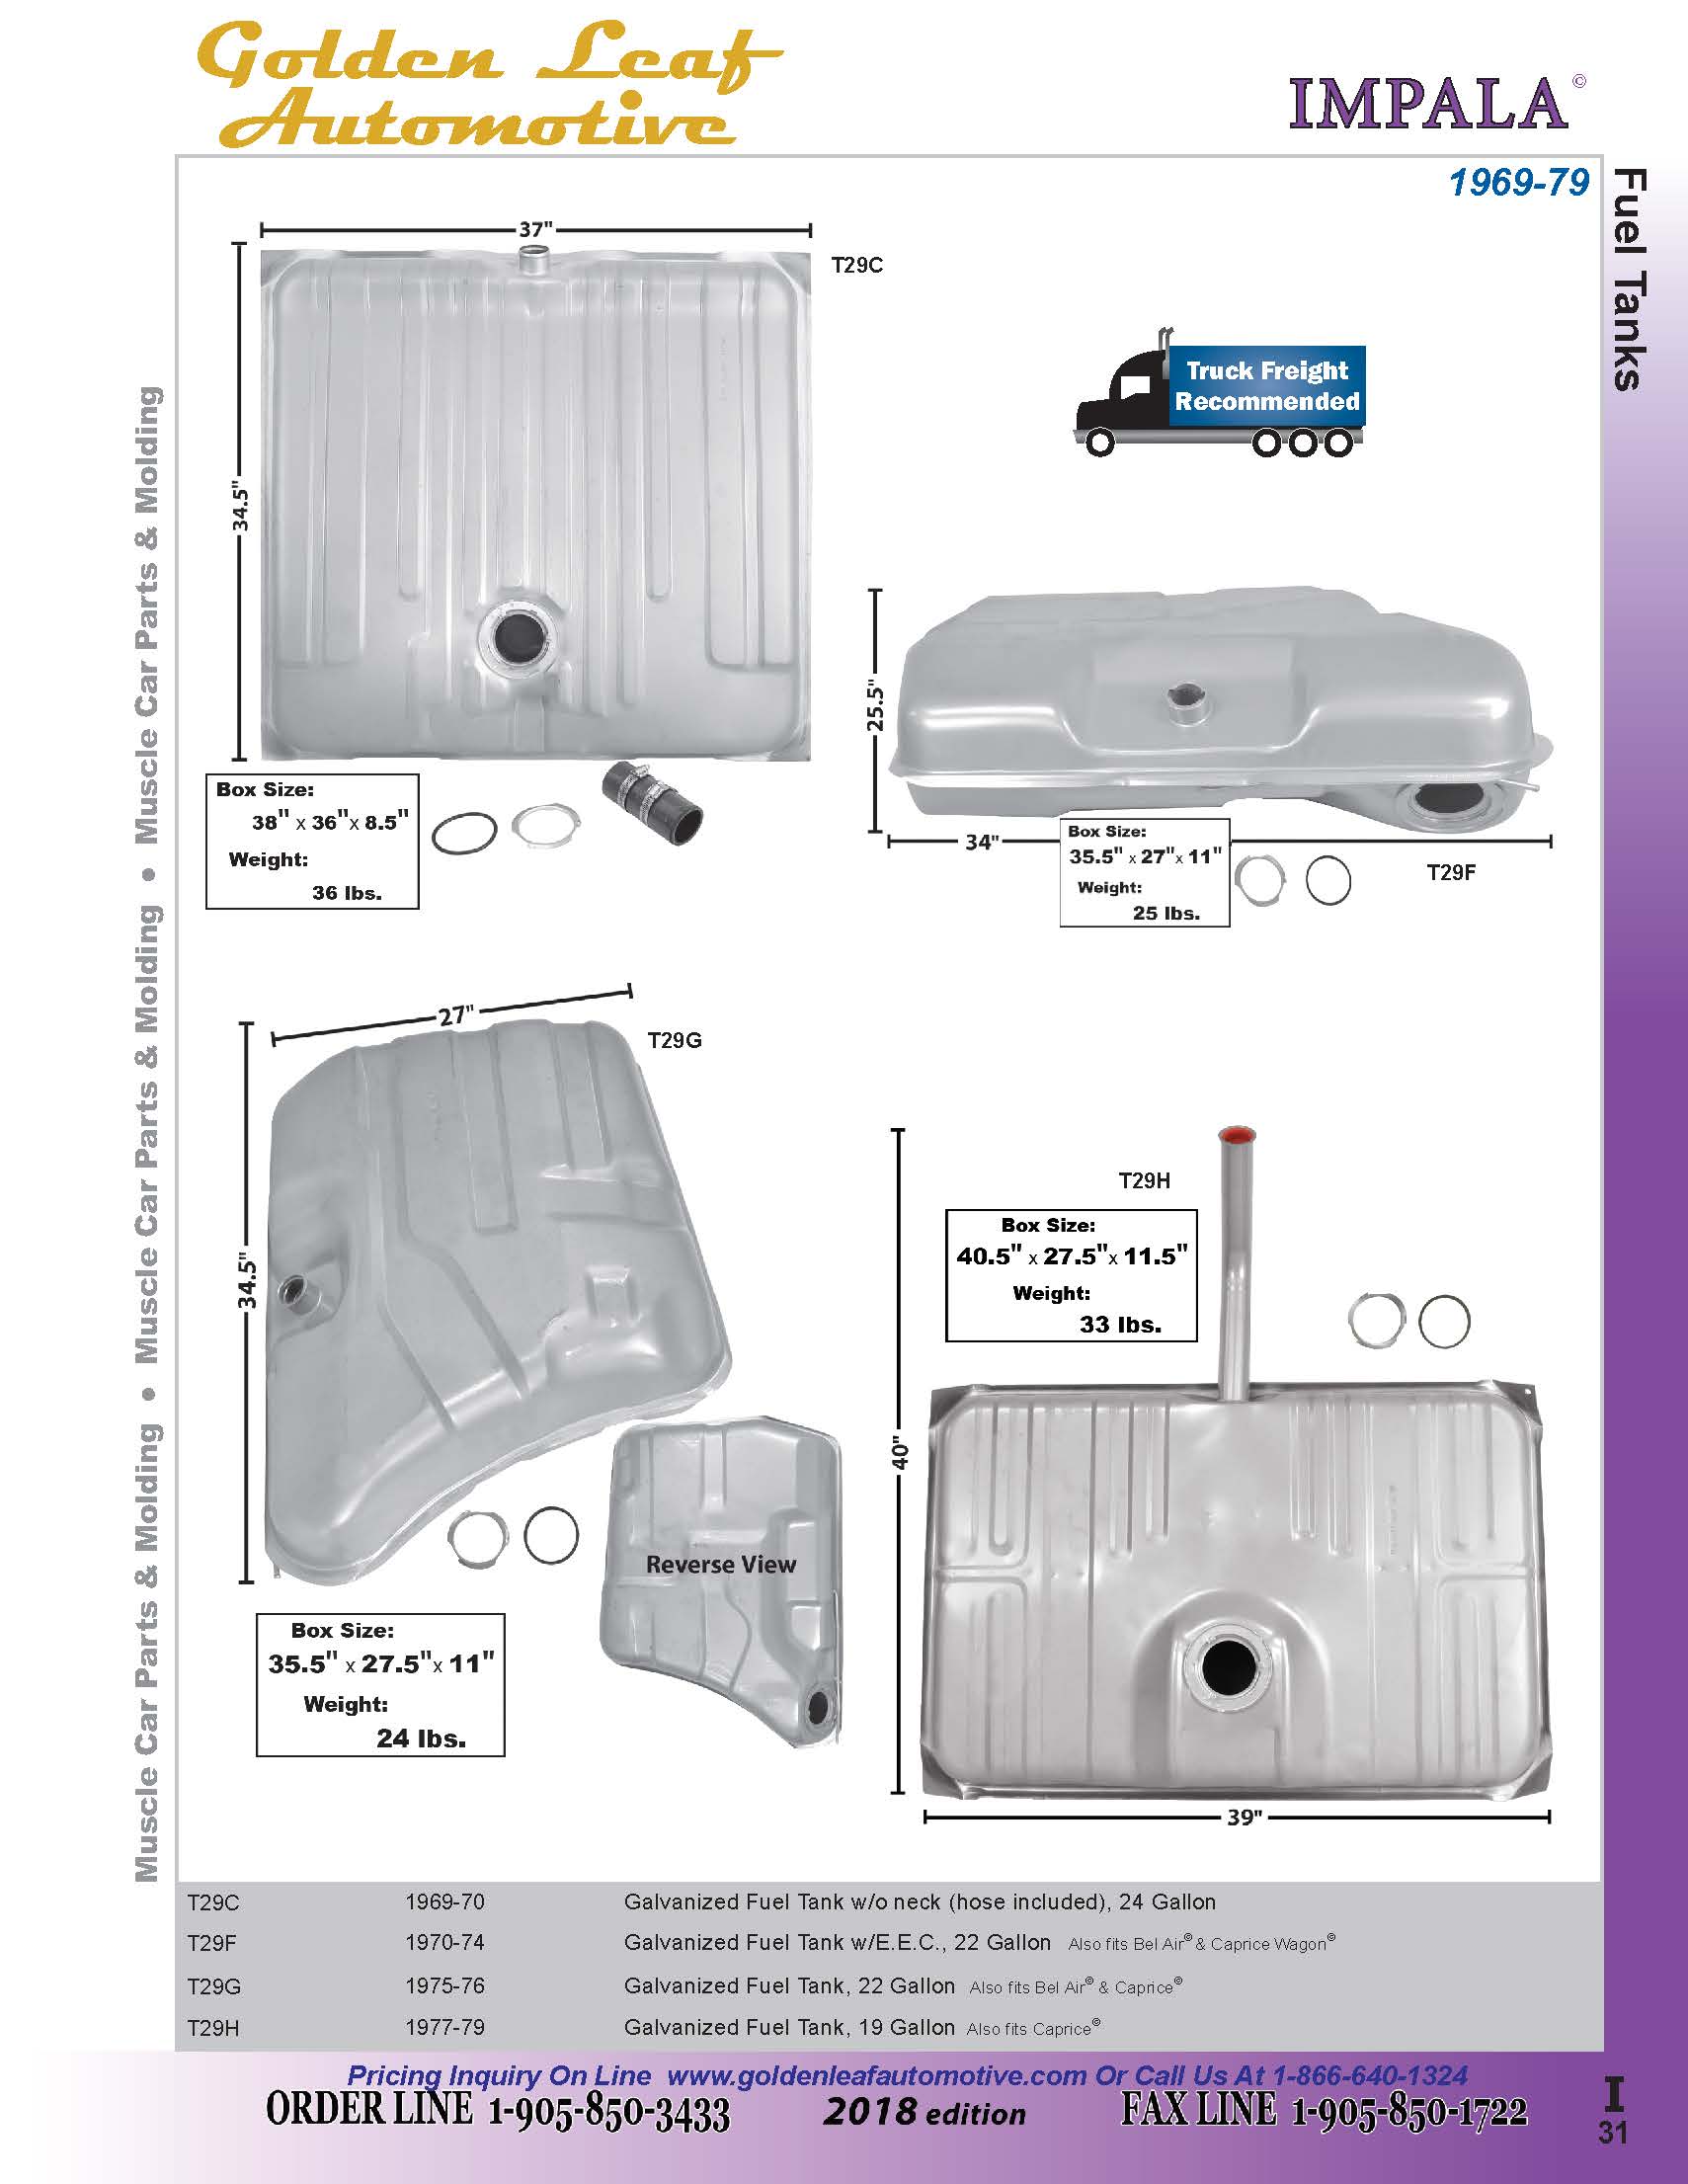 Golden Leaf
Automotive
IMPALA©
1969-79
Fuel Tanks
Muscle Car Parts & Molding • Muscle Car Parts & Molding • Muscle Car Parts & Molding
37"
T29C
34.5"
Truck Freight
Recommended
Box Size:
38" x 36"x 8.5"
Weight:
36 lbs.
25.5"
34"
Box Size:
35.5" x 27"x 11"
Weight:
25 lbs.
T29F
27"
T29G
34.5"
Reverse View
Box Size:
35.5" x 27.5"x 11"
Weight:
24 lbs.
T29H
Box Size:
40.5" x 27.5"x 11.5"
Weight:
33 lbs.
40"
39"
T29C 1969-70 Galvanized Fuel Tank w/o neck (hose included), 24 Gallon
T29F 1970-74 Galvanized Fuel Tank w/E.E.C., 22 Gallon Also fits Bel Air© & Caprice Wagon©
T29G 1975-76 Galvanized Fuel Tank, 22 Gallon Also fits Bel Air© & Caprice©
T29H 1977-79 Galvanized Fuel Tank, 19 Gallon Also fits Caprice©
Pricing Inquiry On Line www.goldenleafautomotive.com Or Call Us At 1-866-640-1324
ORDER LINE 1-905-850-3433 2018 edition FAX LINE 1-905-850-1722
I
31